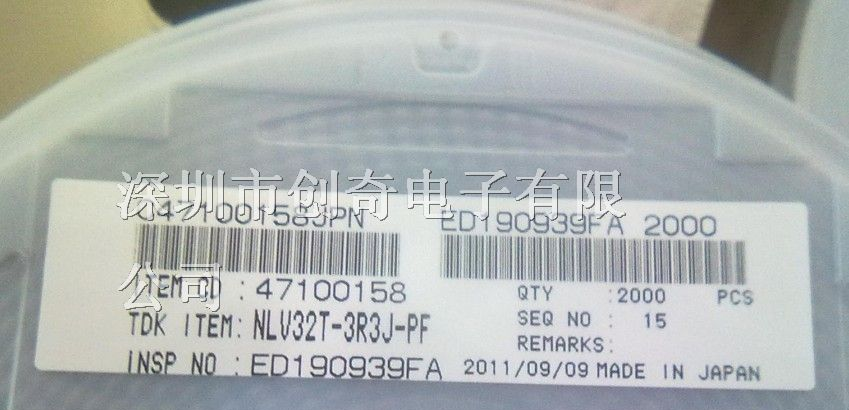 深圳市创奇电子有限
公司
ED190939FA 2000
ITEM CD : 47100158
QTY : 2000 PCS
TDK ITEM: NLV32T-3R3J-PF
SEQ NO : 15
REMARKS:
INSP NO : ED190939FA
2011/09/09 MADE IN JAPAN